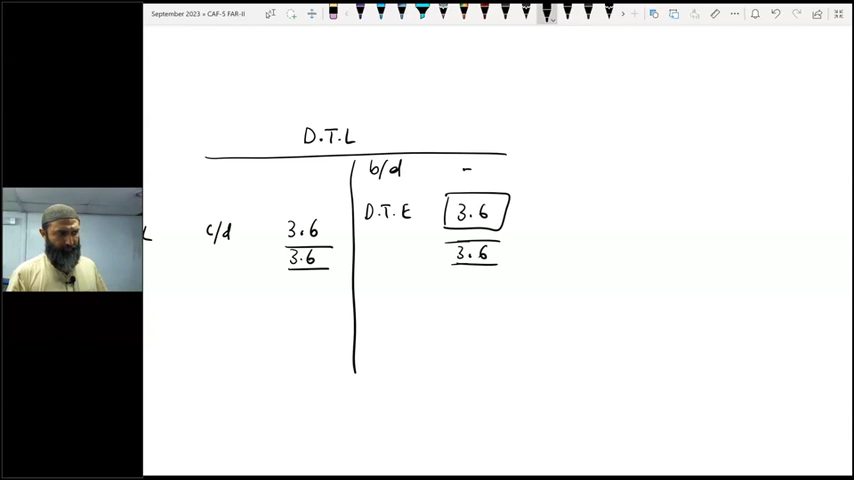 September 2023 » CAF-5 FAR-II
D.T.L
b/d -
D.T.E 3.6
L c/d 3.6
3.6 3.6